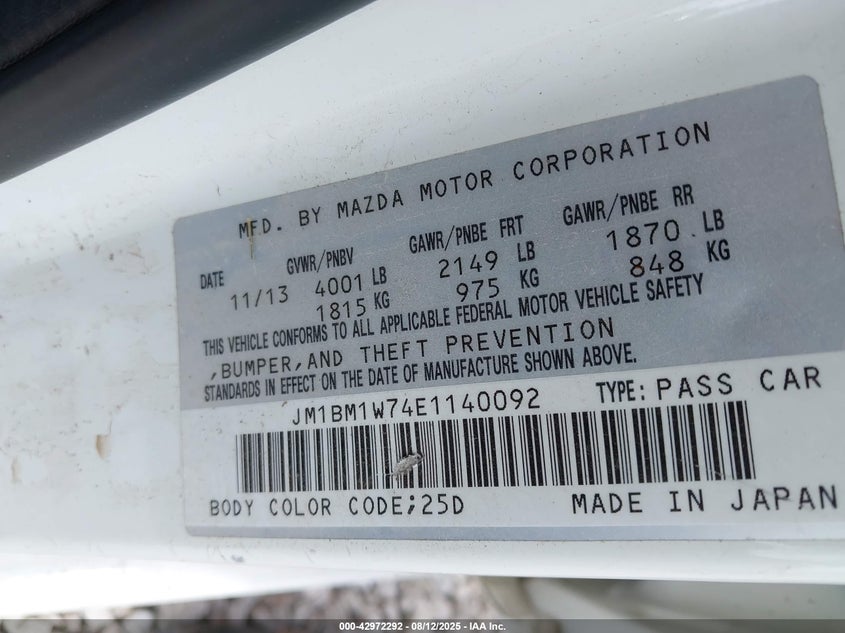 MFD. BY MAZDA MOTOR CORPORATION
DATE GVWR/PNBV GAWR/PNBE FRT GAWR/PNBE RR
11/13 4001 LB 2149 LB 1870 LB
1815 KG 975 KG 848 KG
THIS VEHICLE CONFORMS TO ALL APPLICABLE FEDERAL MOTOR VEHICLE SAFETY
,BUMPER,AND THEFT PREVENTION
STANDARDS IN EFFECT ON THE DATE OF MANUFACTURE SHOWN ABOVE.
JM1BM1W74E1140092 TYPE: PASS CAR
BODY COLOR CODE;25D MADE IN JAPAN
000-42972292 - 08/12/2025 - IAA Inc.